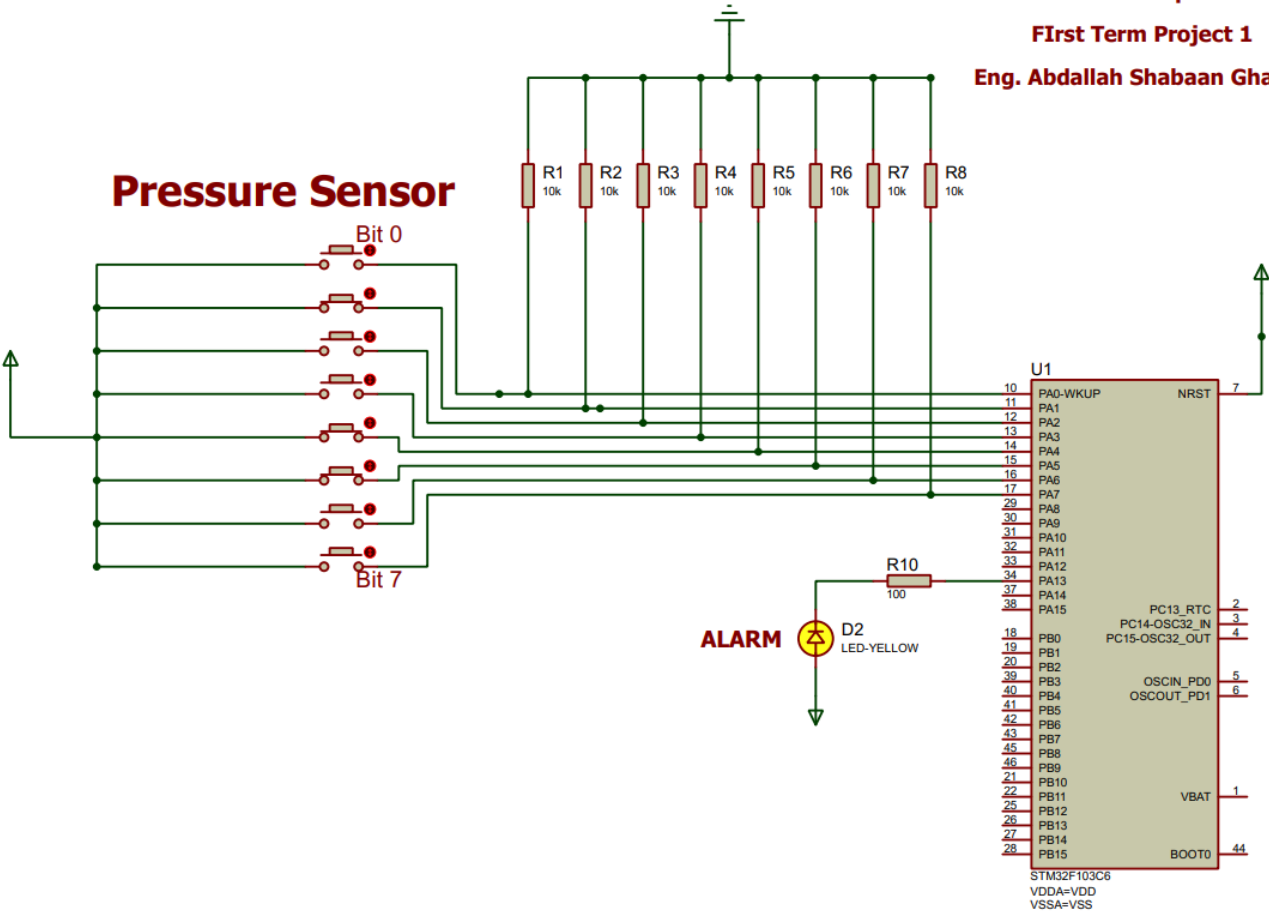 FIrst Term Project 1
Eng. Abdallah Shabaan Gha
Pressure Sensor
Bit 0
Bit 7
R1
10k
R2
10k
R3
10k
R4
10k
R5
10k
R6
10k
R7
10k
R8
10k
R10
100
ALARM
D2
LED-YELLOW
U1
10 PA0-WKUP
11 PA1
12 PA2
13 PA3
14 PA4
15 PA5
16 PA6
17 PA7
29 PA8
30 PA9
31 PA10
32 PA11
33 PA12
34 PA13
37 PA14
38 PA15
18 PB0
19 PB1
20 PB2
39 PB3
40 PB4
41 PB5
42 PB6
43 PB7
45 PB8
46 PB9
21 PB10
22 PB11
25 PB12
26 PB13
27 PB14
28 PB15
NRST 7
PC13_RTC 2
PC14-OSC32_IN 3
PC15-OSC32_OUT 4
OSCIN_PD0 5
OSCOUT_PD1 6
VBAT 1
BOOT0 44
STM32F103C6
VDDA=VDD
VSSA=VSS